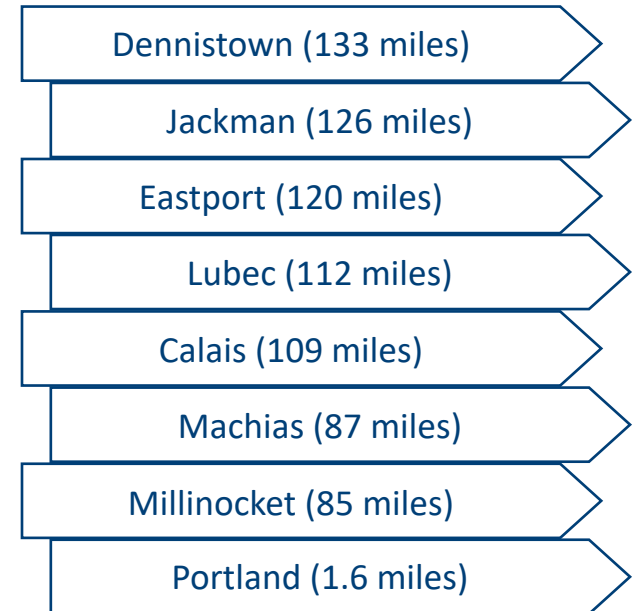 Dennistown (133 miles)
Jackman (126 miles)
Eastport (120 miles)
Lubec (112 miles)
Calais (109 miles)
Machias (87 miles)
Millinocket (85 miles)
Portland (1.6 miles)